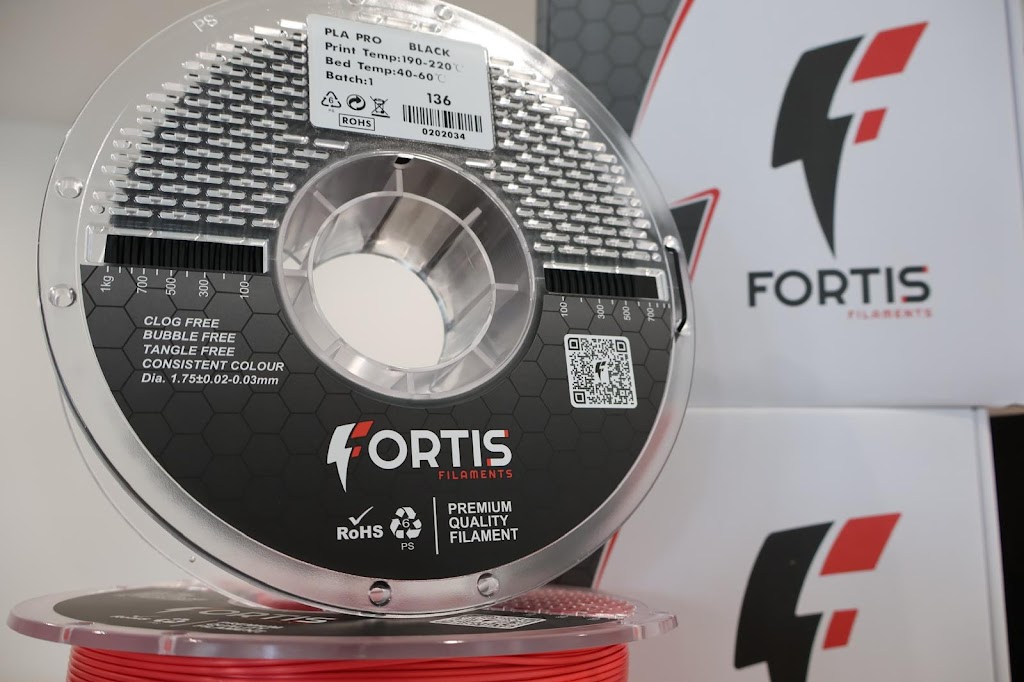 PS
PLA PRO BLACK
Print Temp:190-220℃
Bed Temp:40-60℃
Batch:1
136
6
PS
ROHS
0202034
1kg 700 500 300 100
100 300 500 700
CLOG FREE
BUBBLE FREE
TANGLE FREE
CONSISTENT COLOUR
Dia. 1.75±0.02-0.03mm
FORTIS
FILAMENTS
RoHS
6
PS
PREMIUM
QUALITY
FILAMENT
FORTIS
FILAMENTS
FORTIS